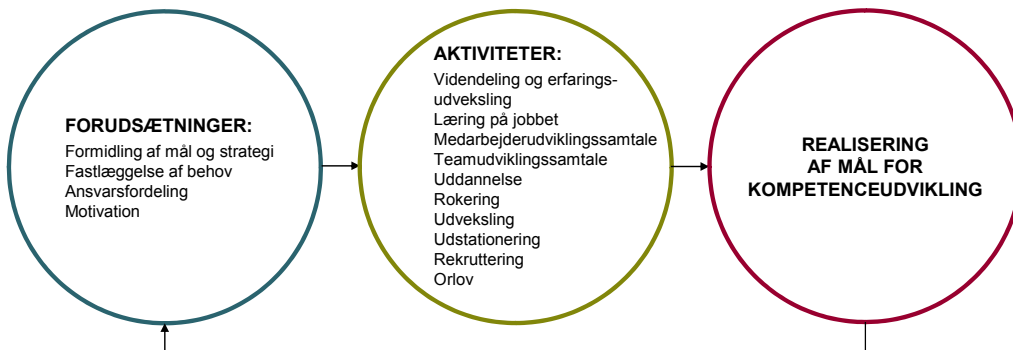 FORUDSÆTNINGER:
Formidling af mål og strategi
Fastlæggelse af behov
Ansvarsfordeling
Motivation
AKTIVITETER:
Videndeling og erfarings-
udveksling
Læring på jobbet
Medarbejderudviklingssamtale
Teamudviklingssamtale
Uddannelse
Rokering
Udveksling
Udstationering
Rekruttering
Orlov
REALISERING
AF MÅL FOR
KOMPETENCEUDVIKLING